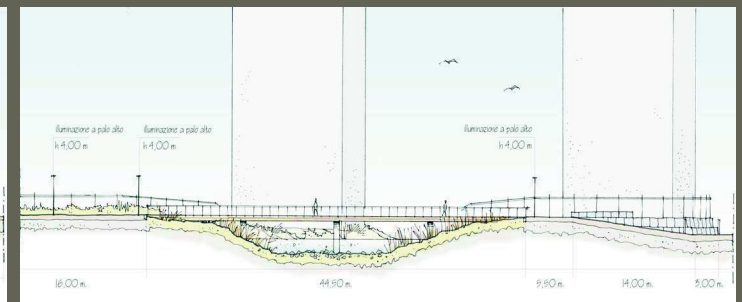 illuminazione a palo alto
h 4,00 m.
illuminazione a palo alto
h 4,00 m.
illuminazione a palo alto
h 4,00 m.
16,00 m.
44,50 m.
9,50 m.
14,00 m.
5,00 m.